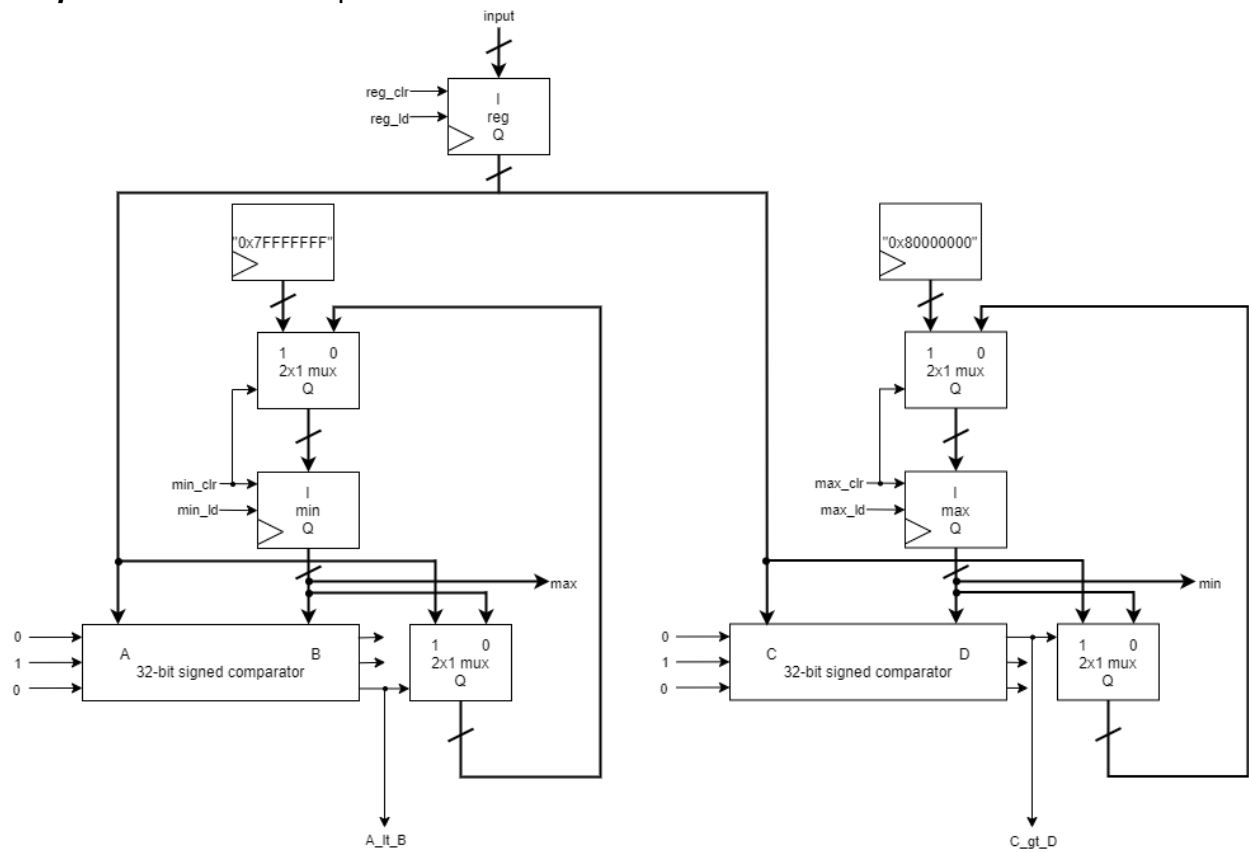 input
reg_clr
reg_ld
I
reg
Q
"0x7FFFFFFF"
"0x80000000"
1 0
2x1 mux
Q
1 0
2x1 mux
Q
min_clr
min_ld
I
min
Q
max_clr
max_ld
I
max
Q
max
min
0
1
0
A B
32-bit signed comparator
1 0
2x1 mux
Q
0
1
0
C D
32-bit signed comparator
1 0
2x1 mux
Q
A_lt_B
C_gt_D